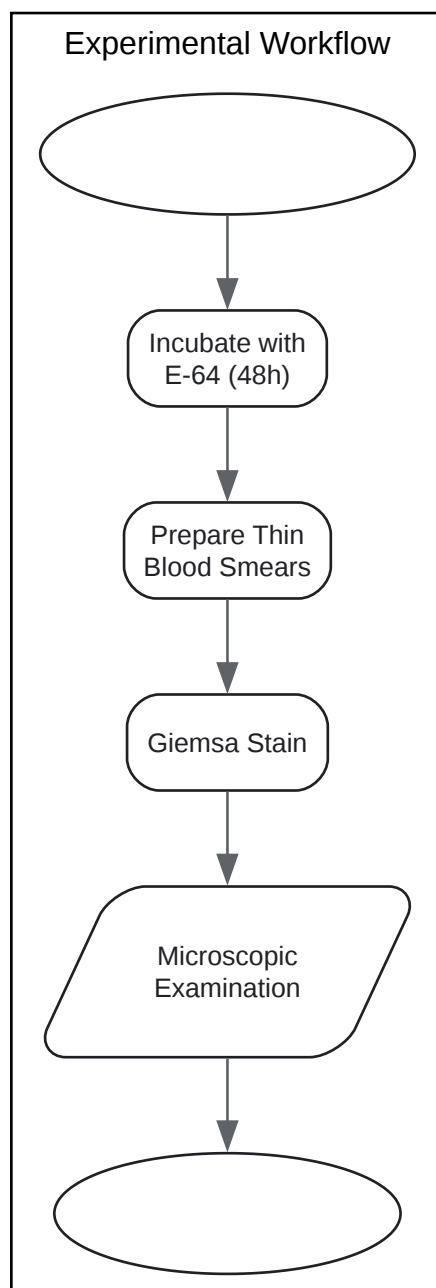 Experimental Workflow
Incubate with
E-64 (48h)
Prepare Thin
Blood Smears
Giemsa Stain
Microscopic
Examination